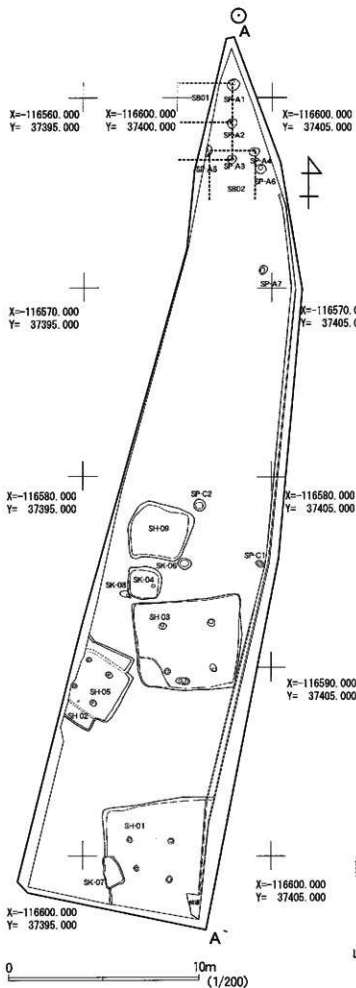 A
SB01
SP-A1
X=-116560.000
Y= 37395.000
X=-116600.000
Y= 37400.000
X=-116600.000
Y= 37405.000
SP-A2
SP-A3
SP-A4
SP-A5
SP-A6
SB02
SP-A7
X=-116570.000
Y= 37395.000
X=-116570.0
Y= 37405.0
SP-C2
X=-116580.000
Y= 37395.000
X=-116580.000
Y= 37405.000
SH-09
SK-06
SP-C1
SK-04
SK-08
SH-03
SH-05
SH-02
X=-116590.000
Y= 37405.000
SH-01
SK-07
X=-116600.000
Y= 37395.000
X=-116600.000
Y= 37405.000
A`
0 10m
(1/200)